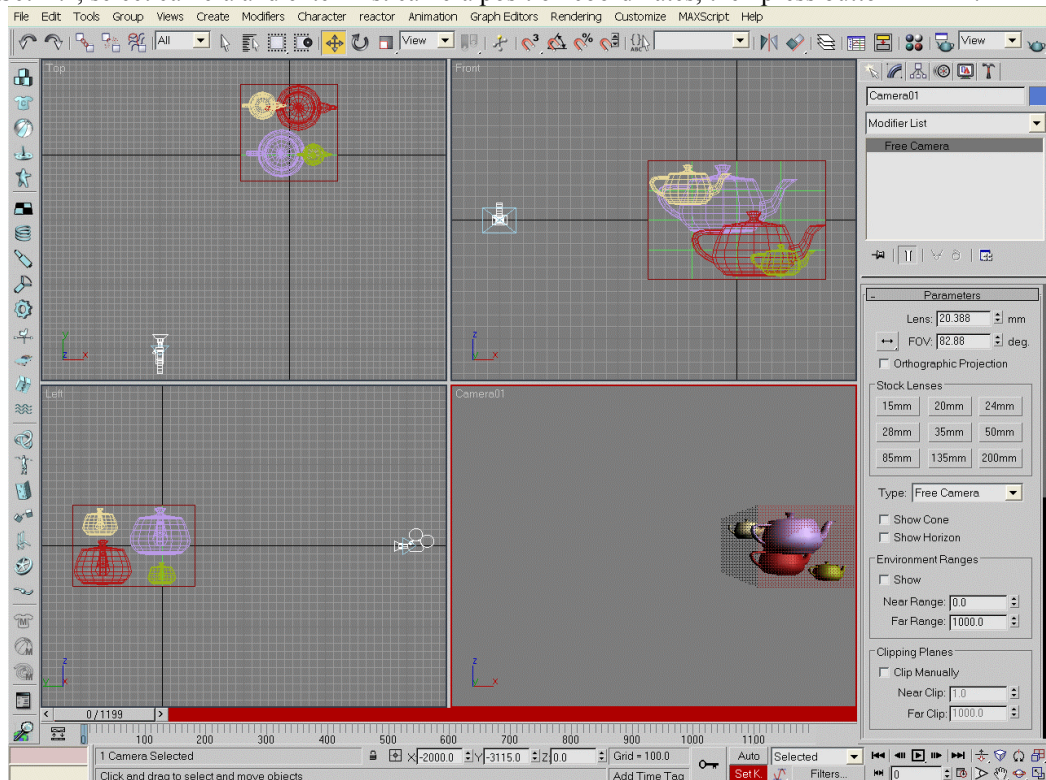 File Edit Tools Group Views Create Modifiers Character reactor Animation Graph Editors Rendering Customize MAXScript Help
All View View
Top
Front
Camera01
Modifier List
Free Camera
Parameters
Lens: 20.388 mm
FOV: 82.88 deg.
Orthographic Projection
Stock Lenses
15mm 20mm 24mm
28mm 35mm 50mm
85mm 135mm 200mm
Type: Free Camera
Show Cone
Show Horizon
Environment Ranges
Show
Near Range: 0.0
Far Range: 1000.0
Clipping Planes
Clip Manually
Near Clip: 1.0
Far Clip: 1000.0
Left
Camera01
0/1199
0 100 200 300 400 500 600 700 800 900 1000 1100
1 Camera Selected X -2000.0 Y -3115.0 Z 0.0 Grid = 100.0 Auto Selected
Click and drag to select and move objects Add Time Tag Set K. Filters... 0